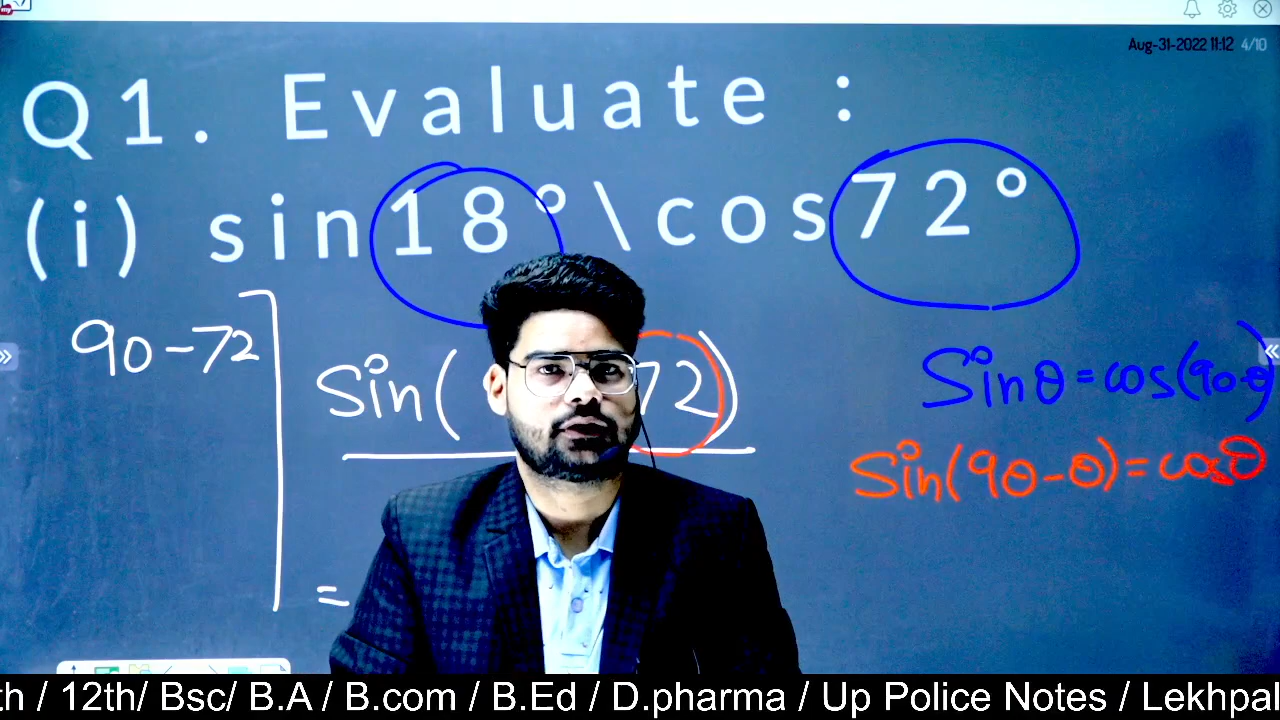 Aug-31-2022 11:12 4/10
Q1. Evaluate :
(i) sin18°\cos72°
90-72
Sin( 72)
=
Sinθ=cos(90-θ)
Sin(90-θ)=cosθ
th / 12th/ Bsc/ B.A / B.com / B.Ed / D.pharma / Up Police Notes / Lekhpal